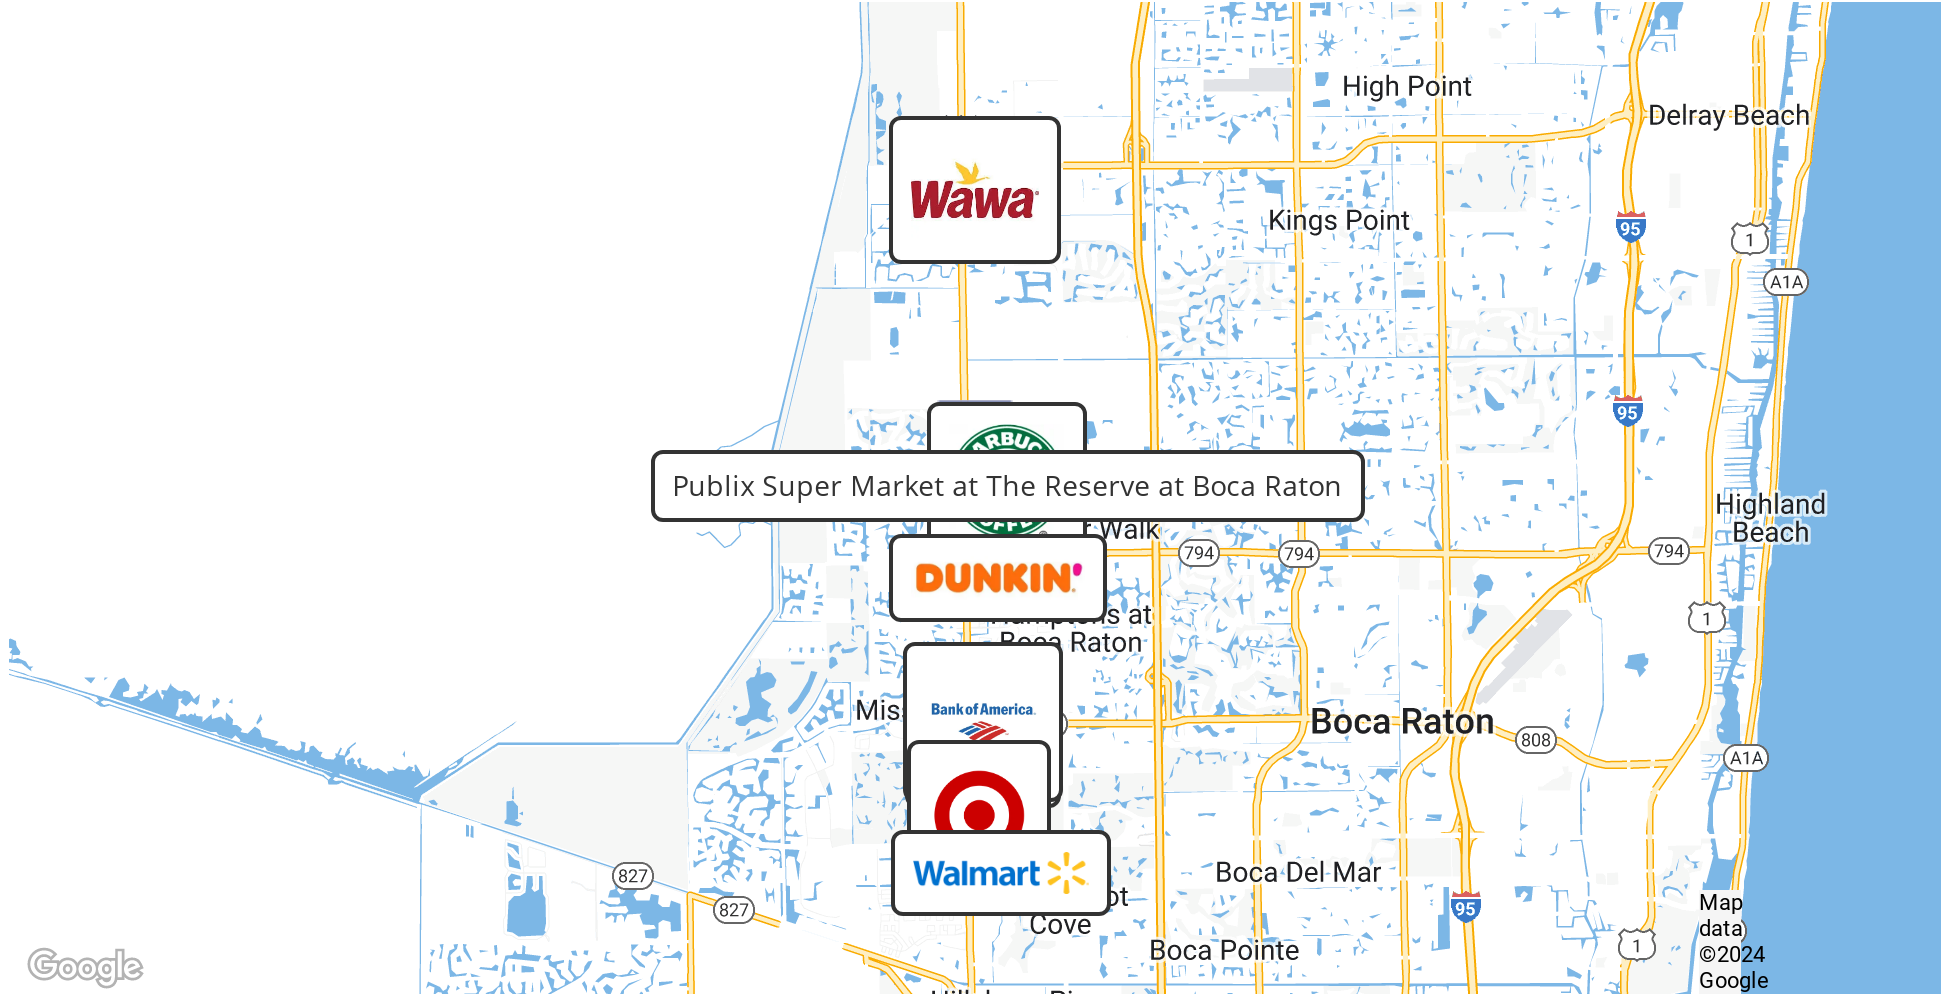 High Point
Delray Beach
Wawa
Kings Point
95
1
A1A
95
Publix Super Market at The Reserve at Boca Raton
Highland
Beach
Walk
794
794
794
DUNKIN'
1
at
Boca Raton
Bank of America
Boca Raton
808
A1A
Walmart
827
Boca Del Mar
827
95
Cove
Boca Pointe
1
Map
data
©2024
Google
Google